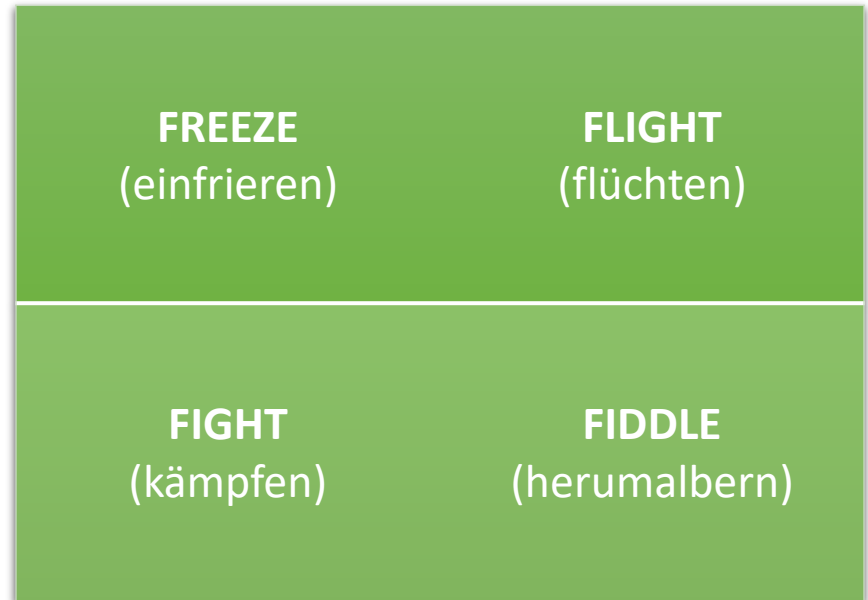 FREEZE
(einfrieren)
FLIGHT
(flüchten)
FIGHT
(kämpfen)
FIDDLE
(herumalbern)